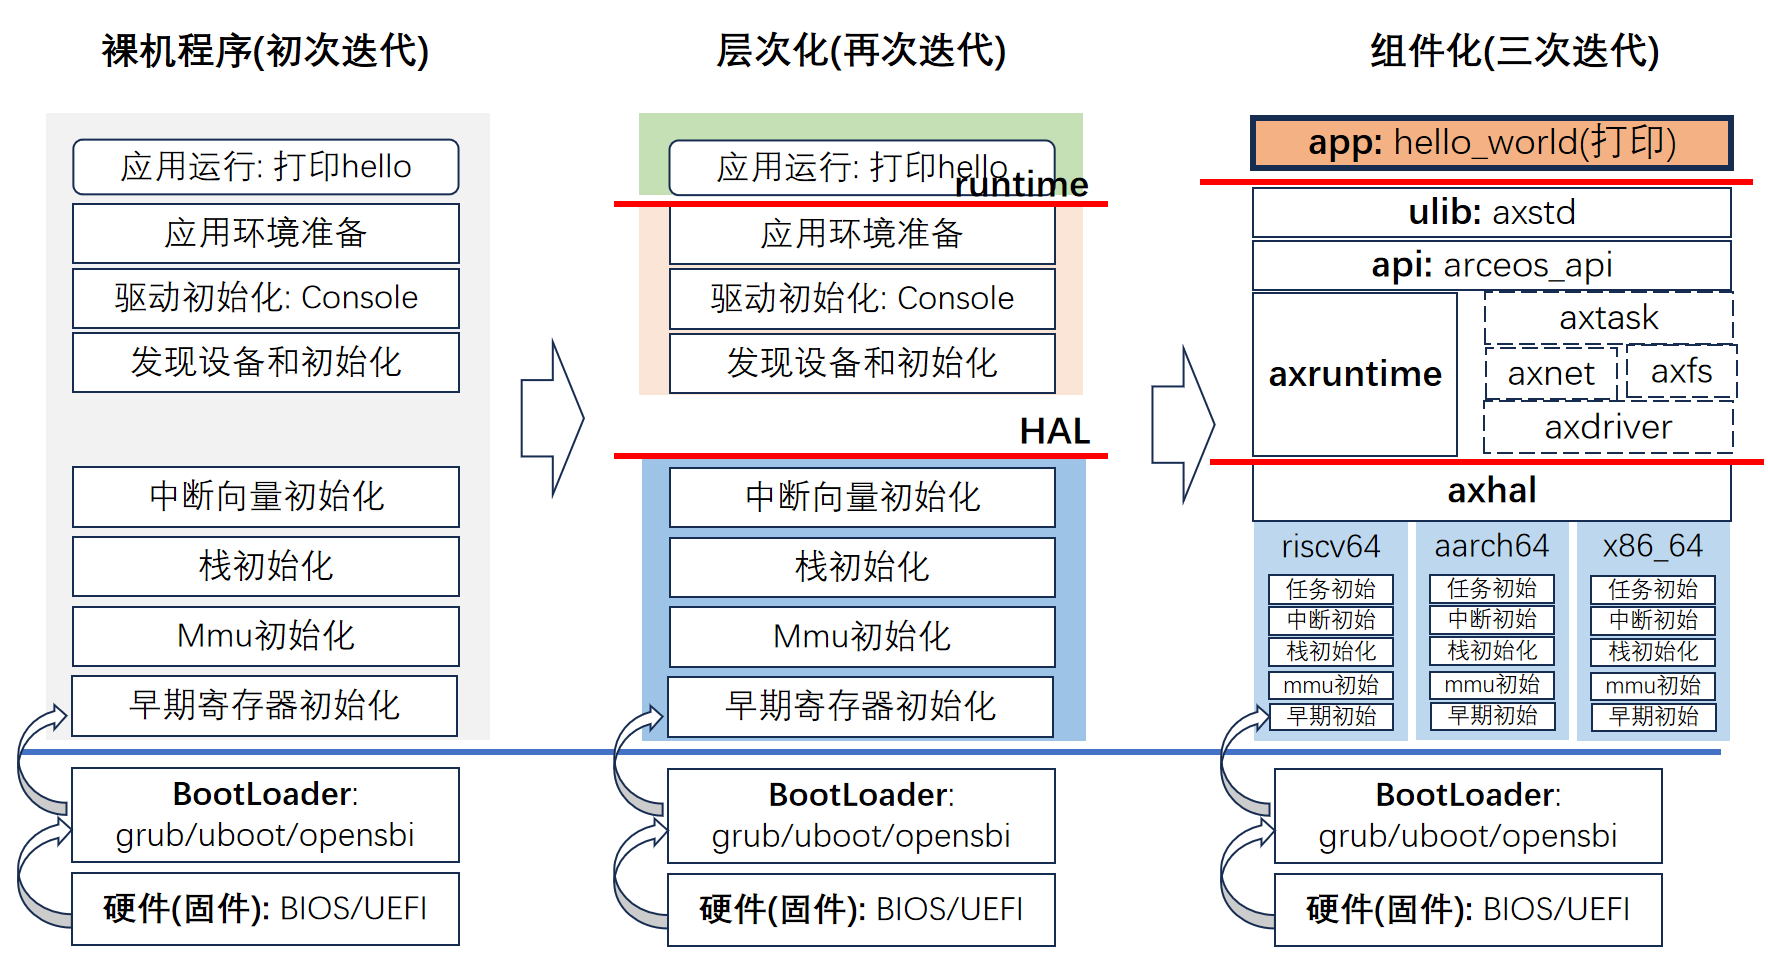 裸机程序(初次迭代)
应用运行: 打印hello
应用环境准备
驱动初始化: Console
发现设备和初始化
中断向量初始化
栈初始化
Mmu初始化
早期寄存器初始化
BootLoader:
grub/uboot/opensbi
硬件(固件): BIOS/UEFI
层次化(再次迭代)
应用运行: 打印hello
runtime
应用环境准备
驱动初始化: Console
发现设备和初始化
HAL
中断向量初始化
栈初始化
Mmu初始化
早期寄存器初始化
BootLoader:
grub/uboot/opensbi
硬件(固件): BIOS/UEFI
组件化(三次迭代)
app: hello_world(打印)
ulib: axstd
api: arceos_api
axruntime
axtask
axnet
axfs
axdriver
axhal
riscv64
任务初始
中断初始
栈初始化
mmu初始
早期初始
aarch64
任务初始
中断初始
栈初始化
mmu初始
早期初始
x86_64
任务初始
中断初始
栈初始化
mmu初始
早期初始
BootLoader:
grub/uboot/opensbi
硬件(固件): BIOS/UEFI